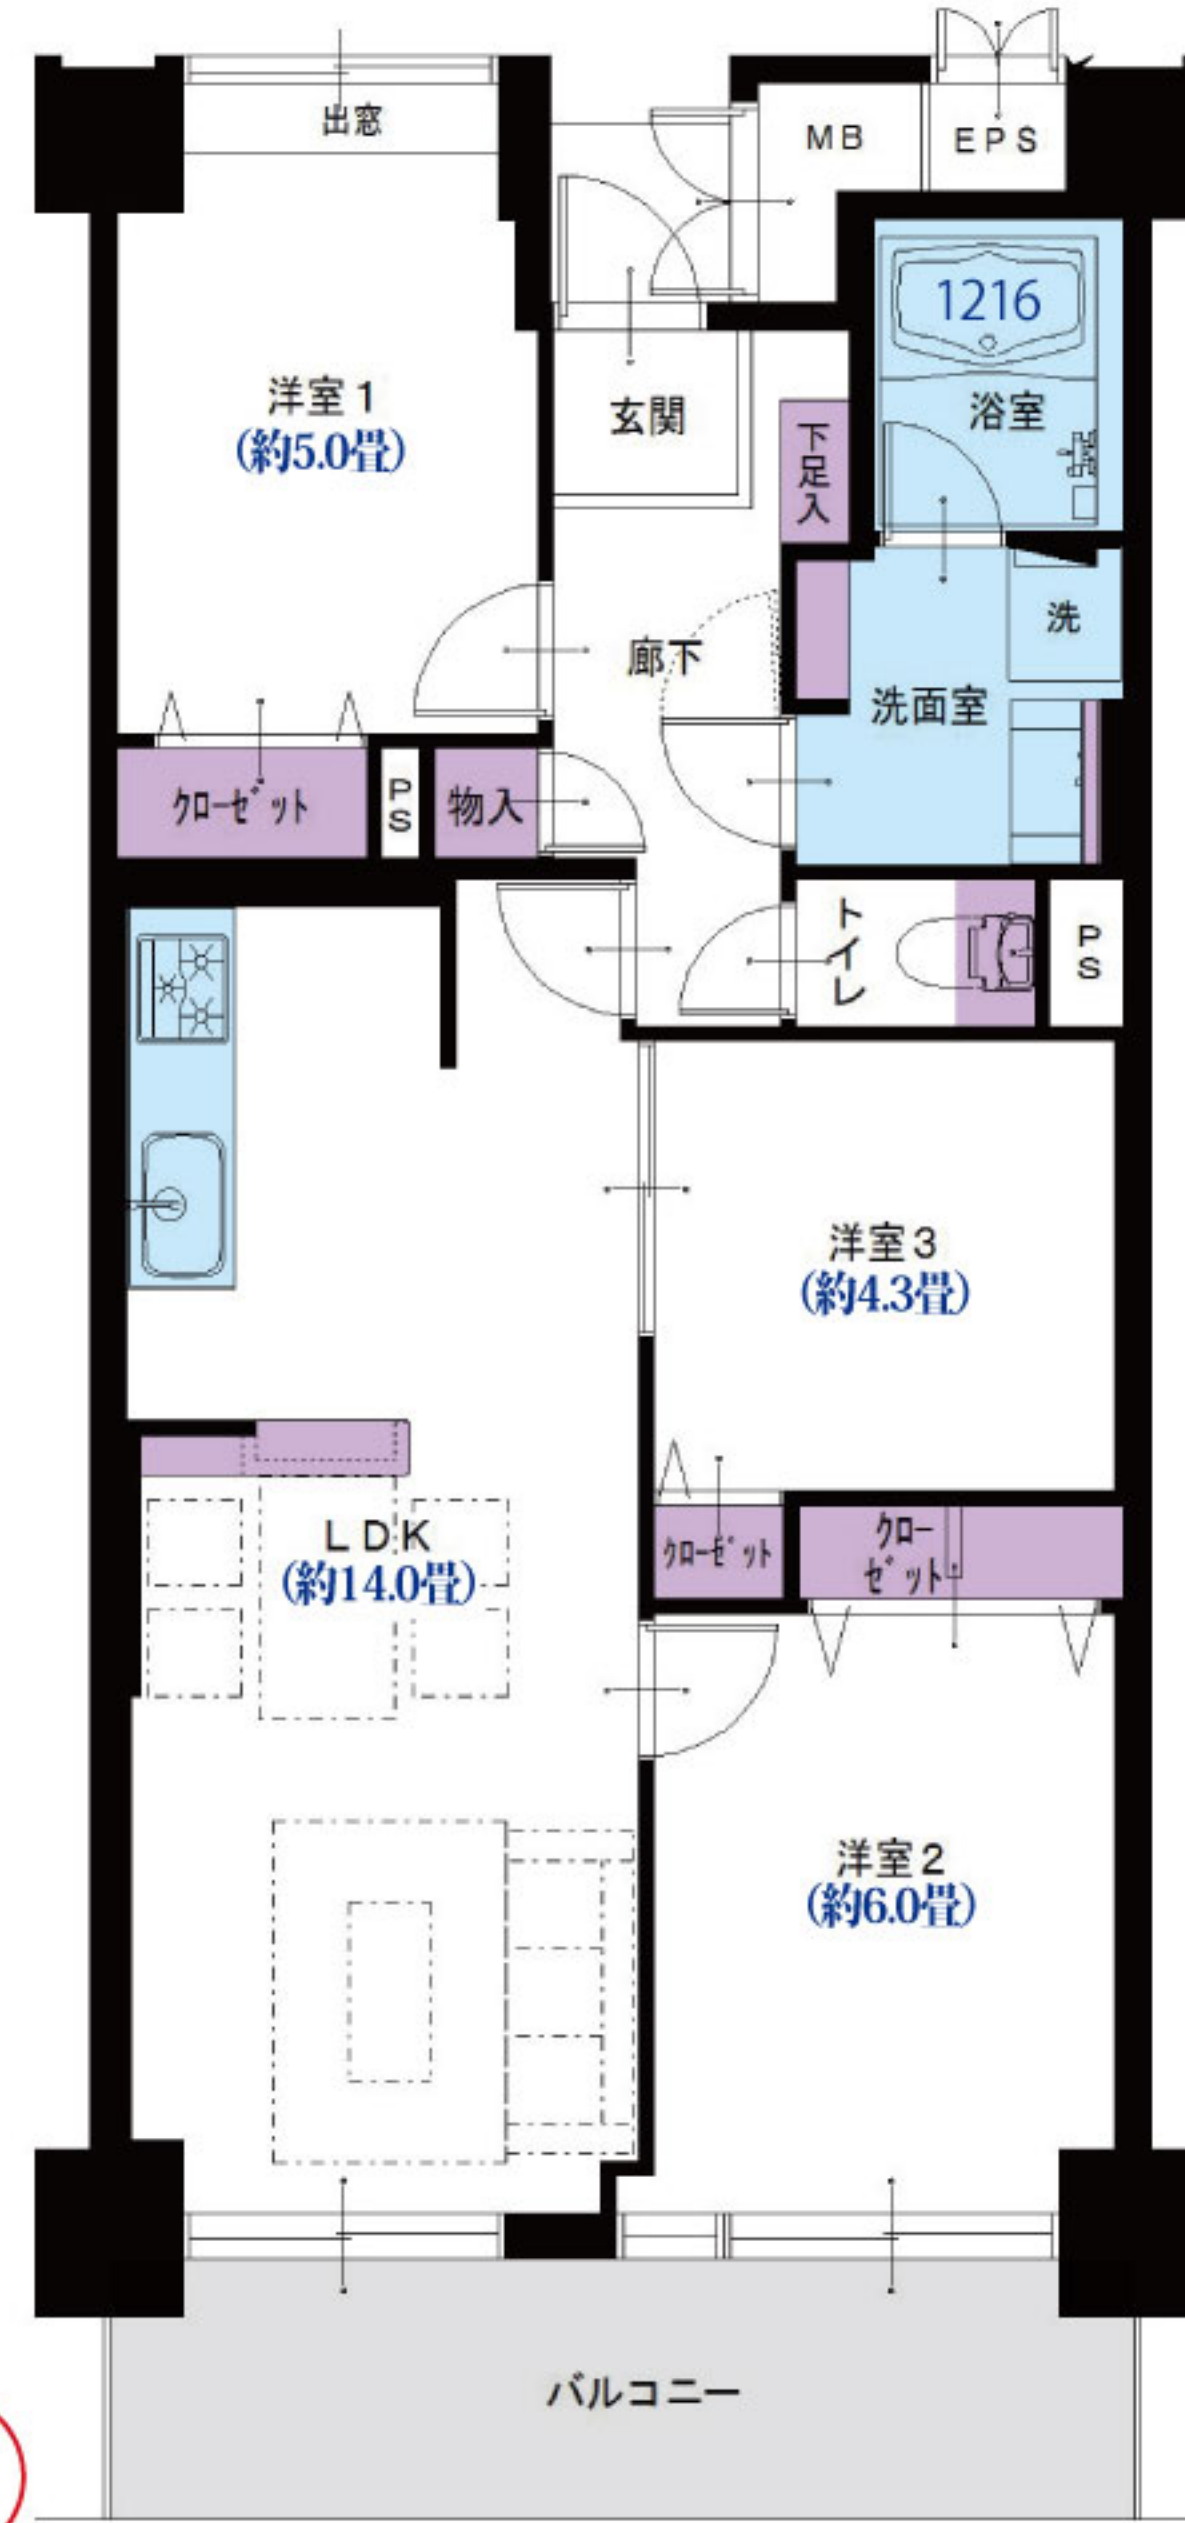 出窓
MB
EPS
1216
浴室
洋室1
(約5.0畳)
玄関
下足入
洗
廊下
洗面室
クローゼット
PS
物入
トイレ
PS
洋室3
(約4.3畳)
クローゼット
クロー
ゼット
LDK
(約14.0畳)
洋室2
(約6.0畳)
バルコニー